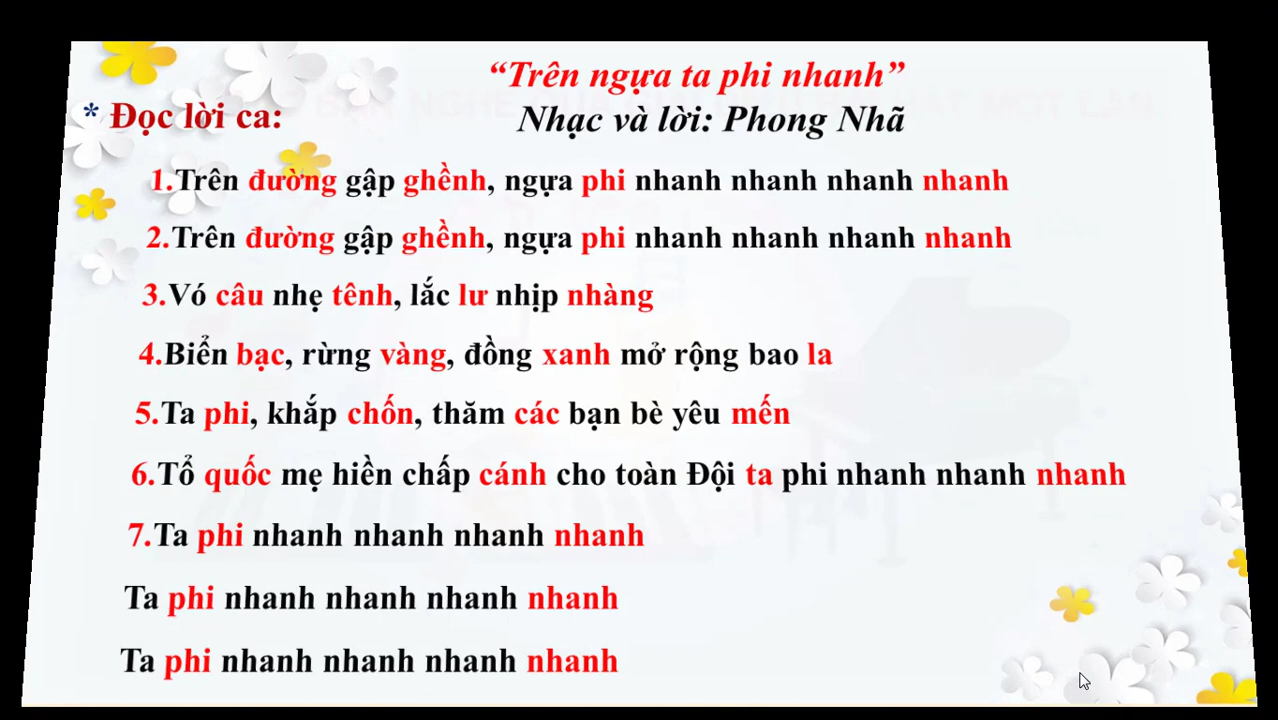 “Trên ngựa ta phi nhanh”
* Đọc lời ca:
Nhạc và lời: Phong Nhã
1.Trên đường gập ghềnh, ngựa phi nhanh nhanh nhanh nhanh
2.Trên đường gập ghềnh, ngựa phi nhanh nhanh nhanh nhanh
3.Vó câu nhẹ tênh, lắc lư nhịp nhàng
4.Biển bạc, rừng vàng, đồng xanh mở rộng bao la
5.Ta phi, khắp chốn, thăm các bạn bè yêu mến
6.Tổ quốc mẹ hiền chấp cánh cho toàn Đội ta phi nhanh nhanh nhanh
7.Ta phi nhanh nhanh nhanh nhanh
Ta phi nhanh nhanh nhanh nhanh
Ta phi nhanh nhanh nhanh nhanh